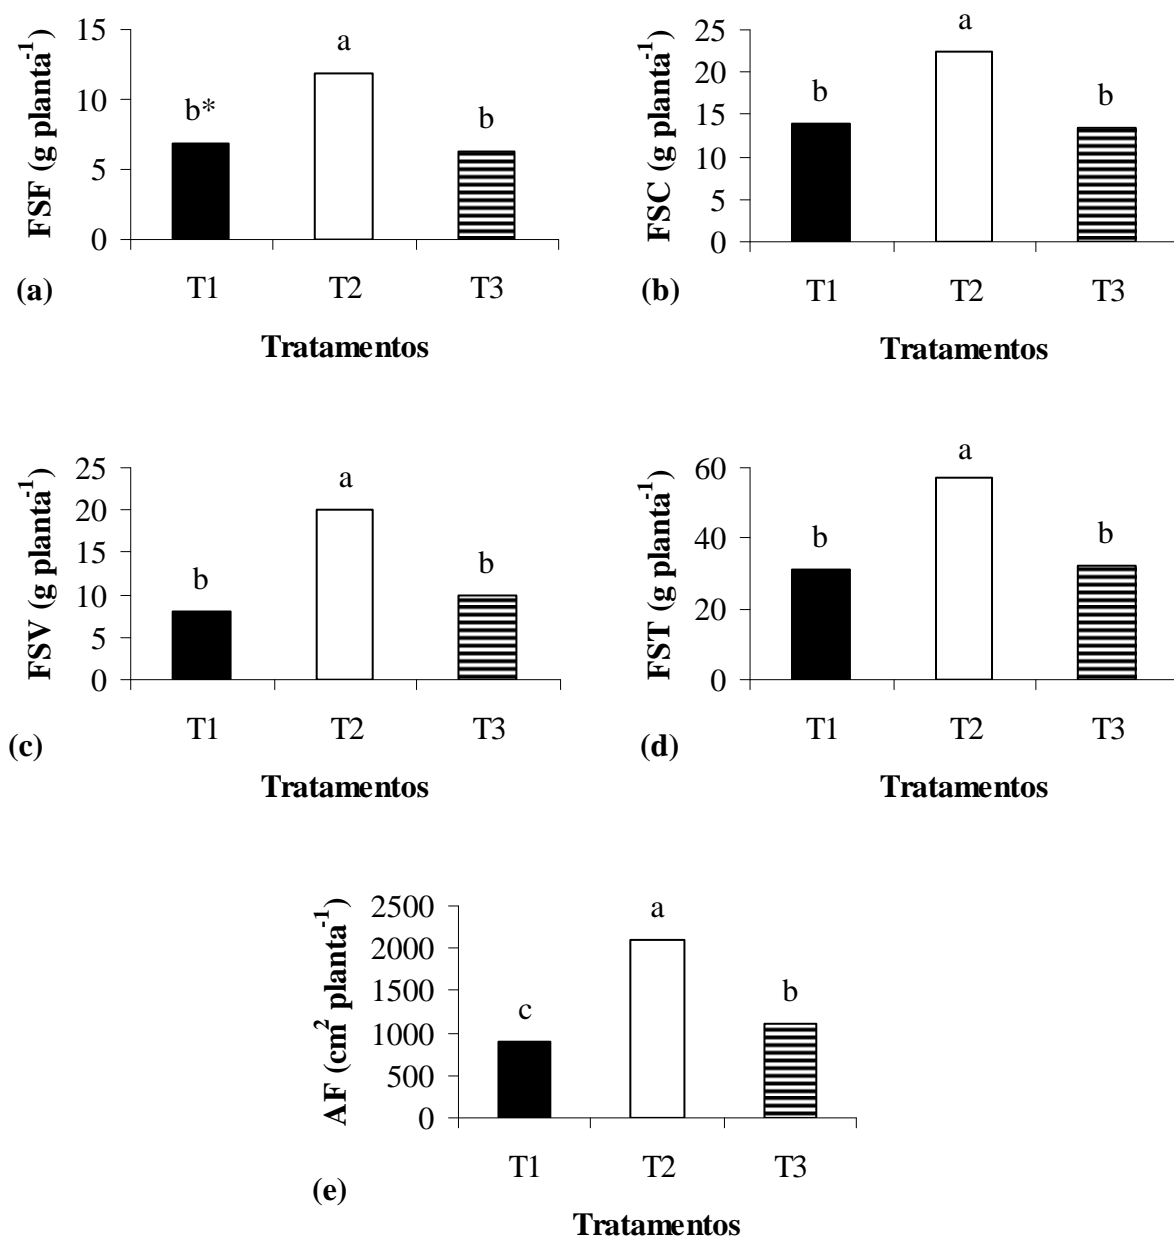 FSF (g planta-1)
15
10
5
0
b*
a
b
T1 T2 T3
(a)
Tratamentos
FSC (g planta-1)
25
20
15
10
5
0
b
a
b
T1 T2 T3
(b)
Tratamentos
FSV (g planta-1)
25
20
15
10
5
0
b
a
b
T1 T2 T3
(c)
Tratamentos
FST (g planta-1)
60
40
20
0
b
a
b
T1 T2 T3
(d)
Tratamentos
AF (cm2 planta-1)
2500
2000
1500
1000
500
0
c
a
b
T1 T2 T3
(e)
Tratamentos